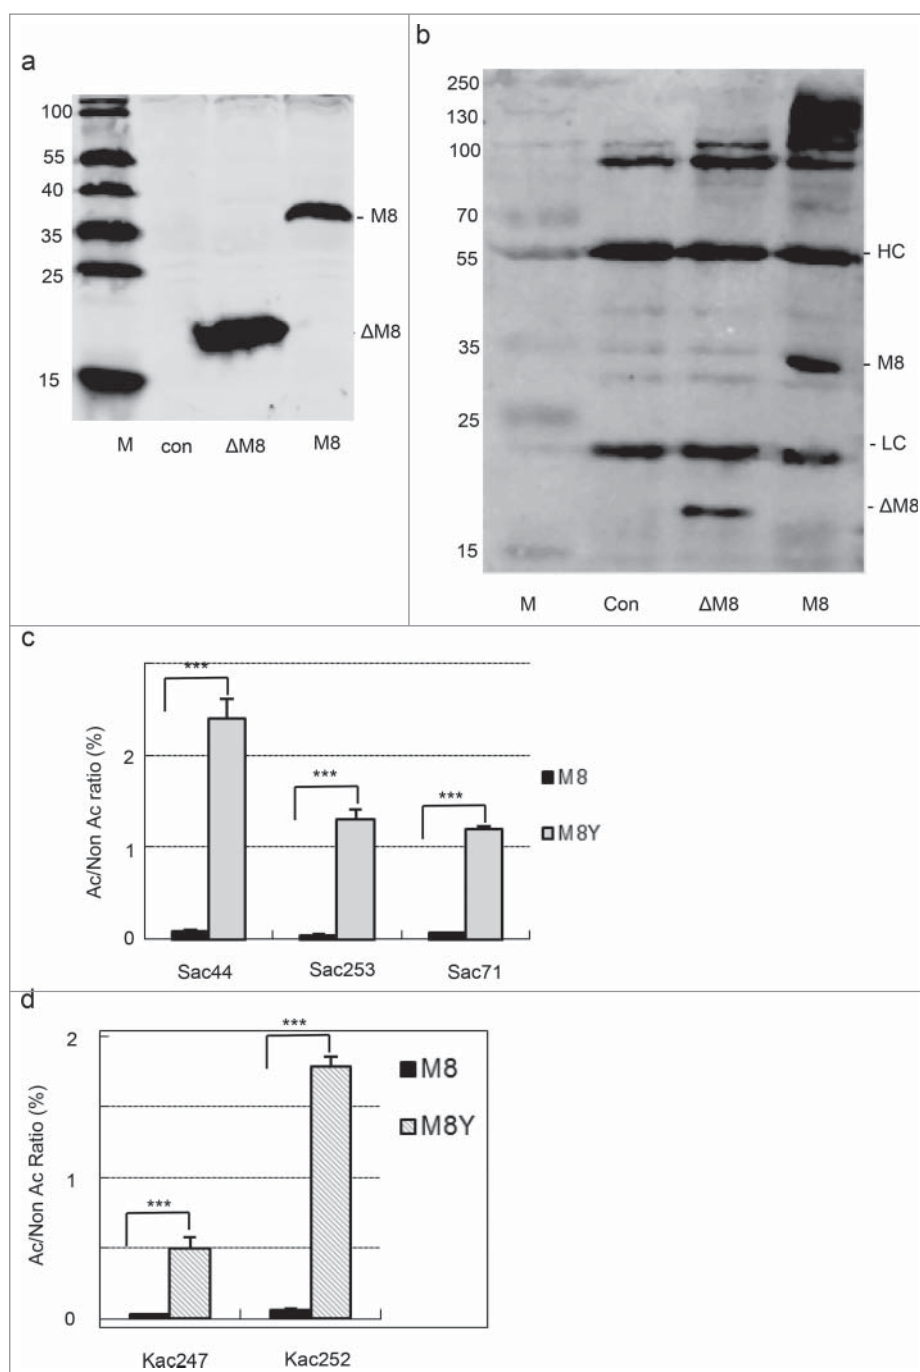 a
100
55
40
35
25
15
- M8
ΔM8
M con ΔM8 M8
b
250
130
100
70
55
35
25
15
- HC
- M8
- LC
- ΔM8
M Con ΔM8 M8
c
Ac/Non Ac ratio (%)
2
1
0
***
***
***
M8
M8Y
Sac44 Sac253 Sac71
d
Ac/Non Ac Ratio (%)
2
1
0
***
***
M8
M8Y
Kac247 Kac252